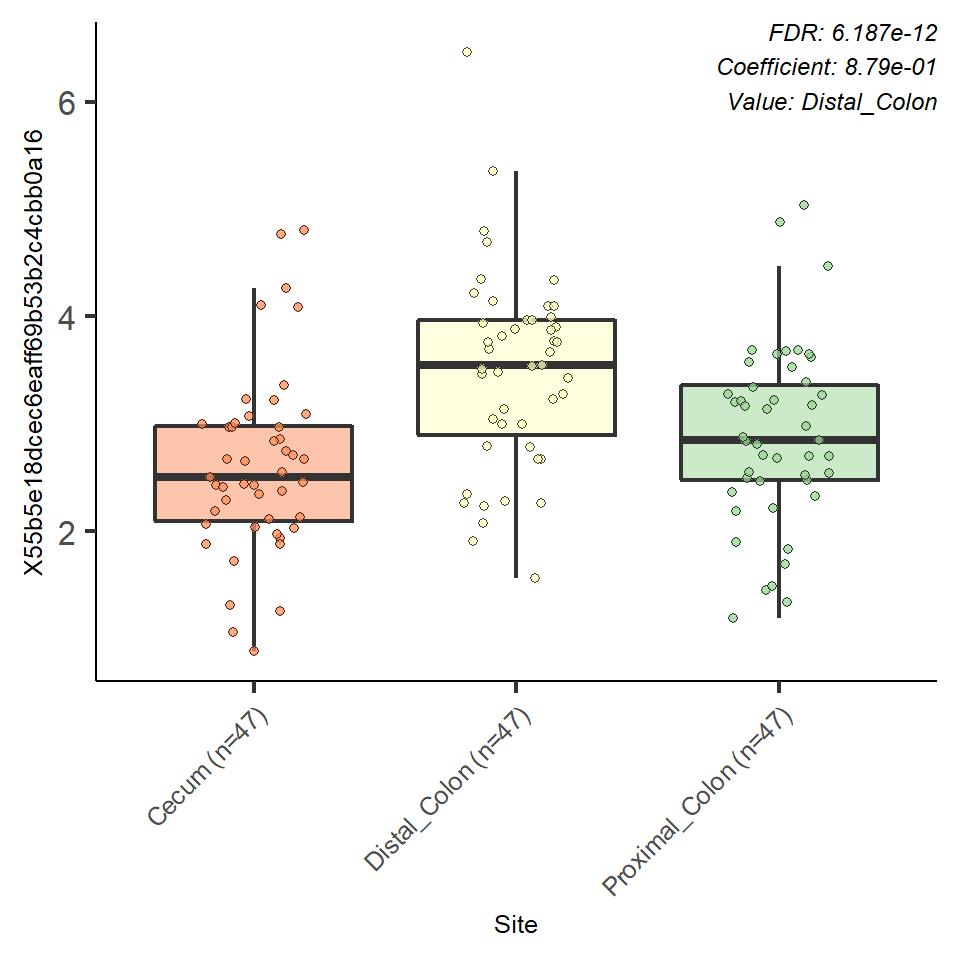 FDR: 6.187e-12
Coefficient: 8.79e-01
Value: Distal_Colon
X55b5e18dcec6eaff69b53b2c4cbb0a16
6
4
2
Cecum (n=47)
Distal_Colon (n=47)
Proximal_Colon (n=47)
Site